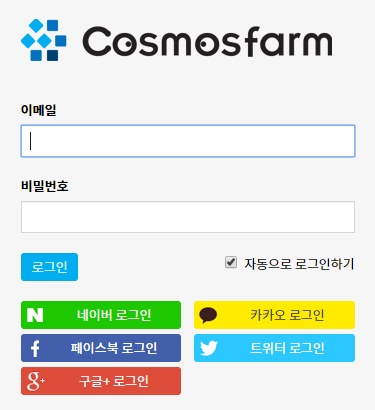 Cosmosfarm
이메일
비밀번호
로그인
자동으로 로그인하기
네이버 로그인
카카오 로그인
페이스북 로그인
트위터 로그인
구글+ 로그인